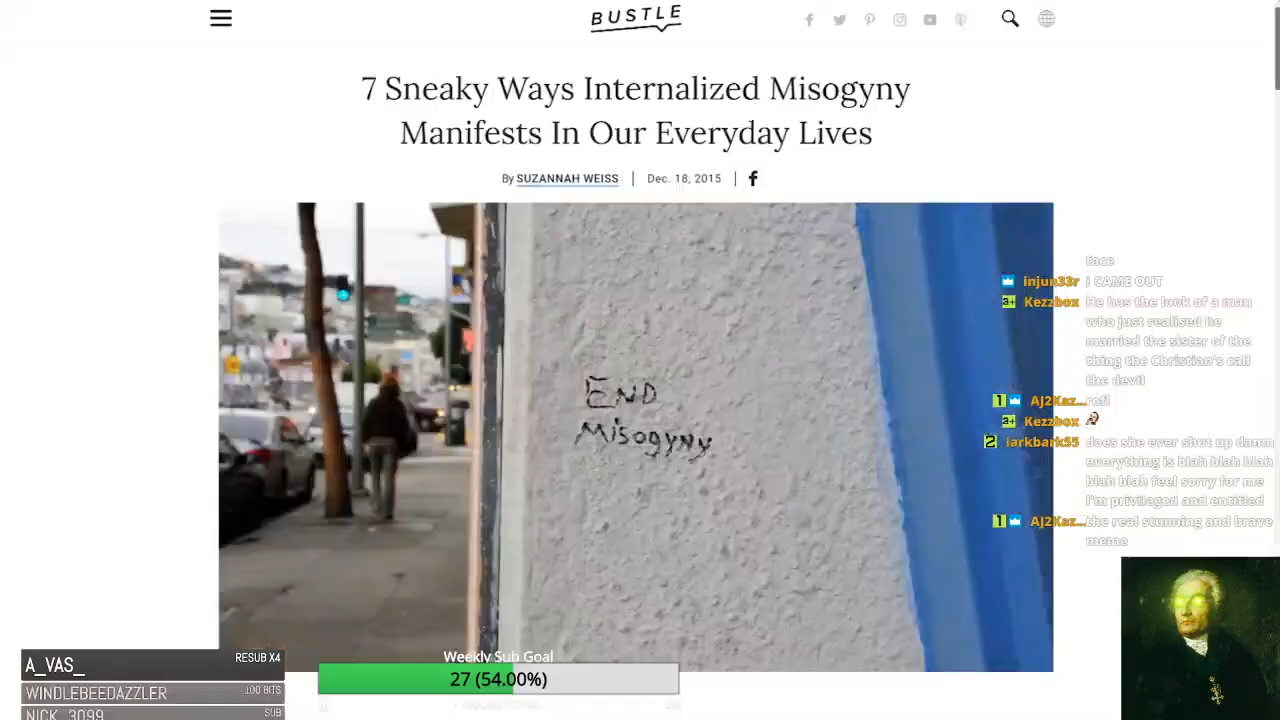 BUSTLE
7 Sneaky Ways Internalized Misogyny
Manifests In Our Everyday Lives
By SUZANNAH WEISS | Dec. 18, 2015 |
END
Misogyny
face
injun33r I CAME OUT
a+ Kezzbox He has the look of a man
who just realised he
married the sister of the
thing the Christian's call
the devil
1 AJ2Kaz... rofl
a+ Kezzbox
2 larkbark55 does she ever shut up damn
everything is blah blah blah
blah blah feel sorry for me
I'm privileged and entitled
1 AJ2Kaz... the real stunning and brave
meme
A_VAS_ RESUB X4
WINDLEBEEDAZZLER 100 BITS
NICK_3099 SUB
Weekly Sub Goal
27 (54.00%)